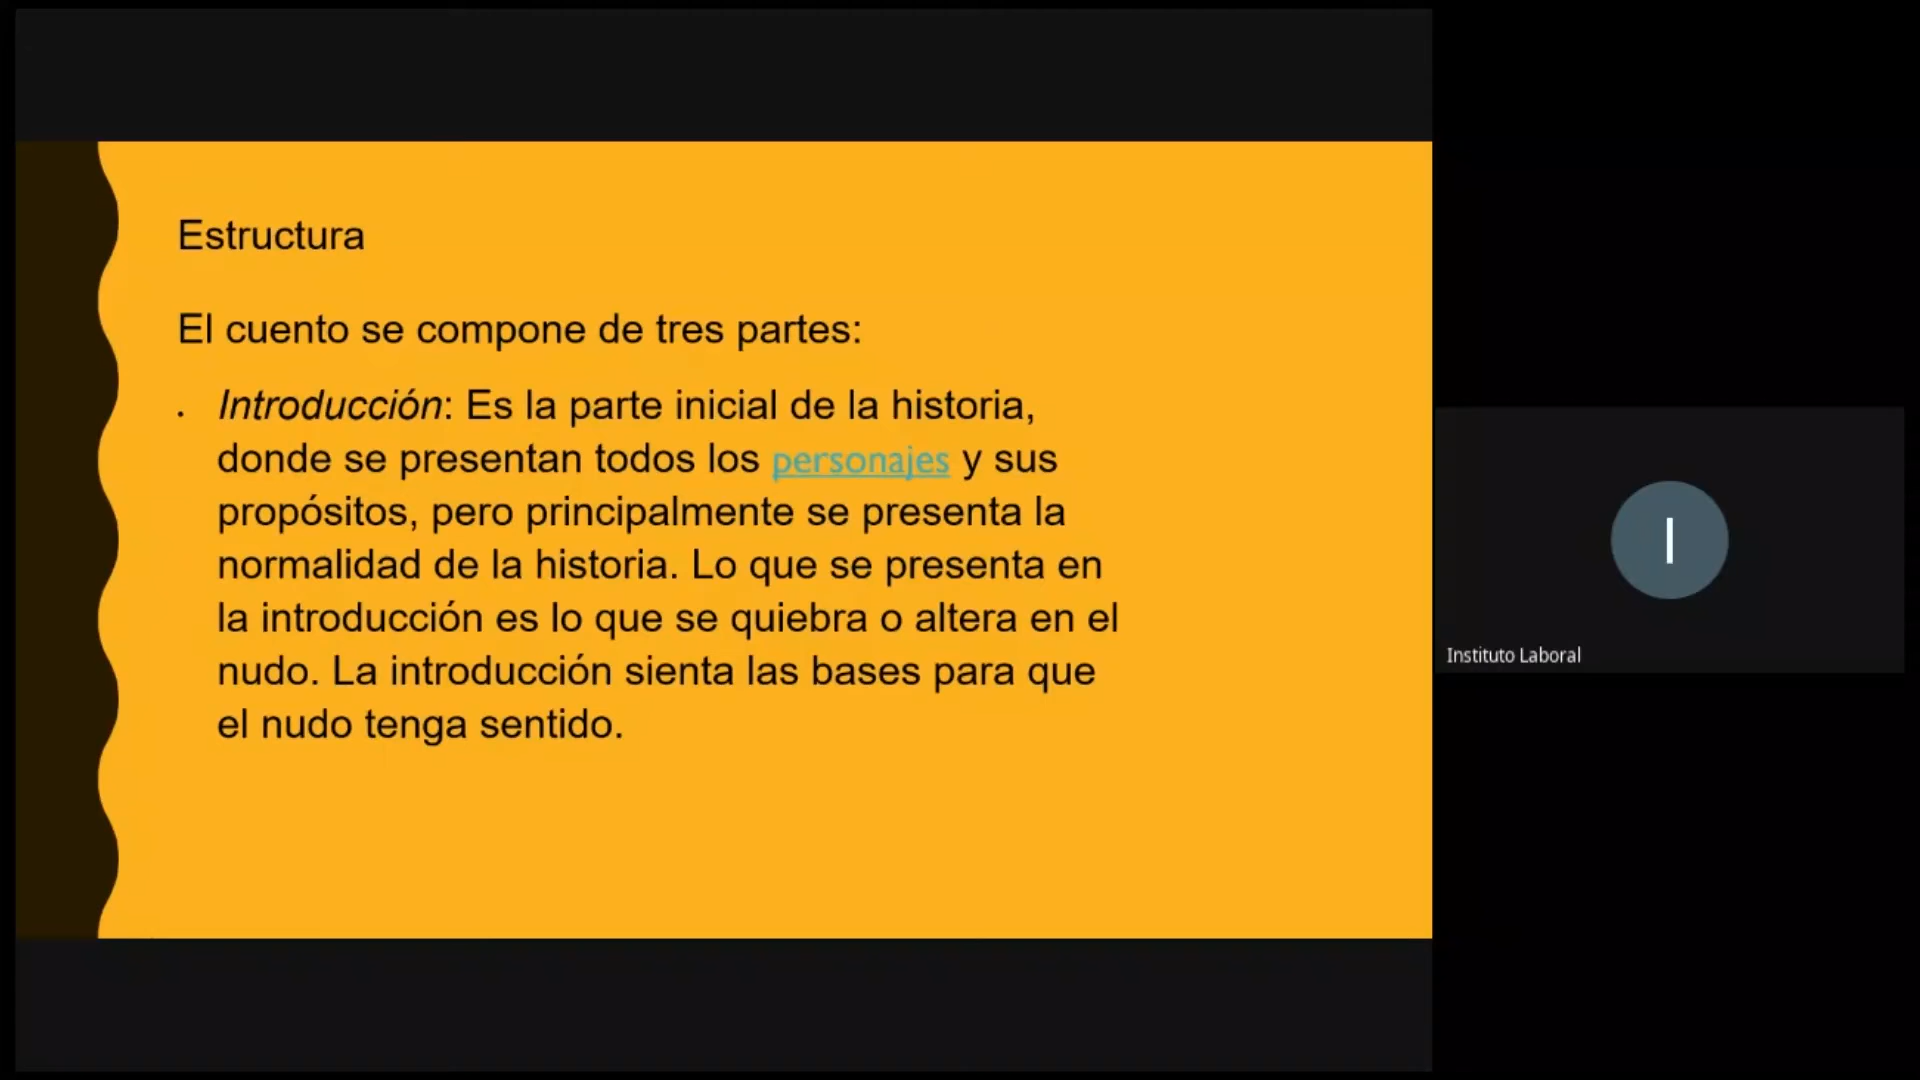 Estructura
El cuento se compone de tres partes:
• Introducción: Es la parte inicial de la historia,
donde se presentan todos los personajes y sus
propósitos, pero principalmente se presenta la
normalidad de la historia. Lo que se presenta en
la introducción es lo que se quiebra o altera en el
nudo. La introducción sienta las bases para que
el nudo tenga sentido.
I
Instituto Laboral